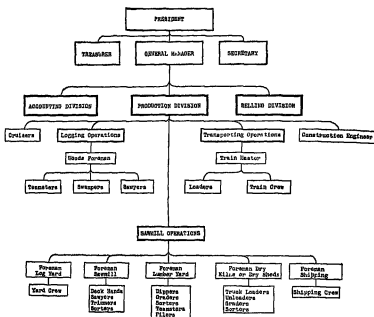 PRESIDENT
TREASURER
GENERAL MANAGER
SECRETARY
ACCOUNTING DIVISION
PRODUCTION DIVISION
SELLING DIVISION
Cruisers
Logging Operations
Transporting Operations
Construction Engineer
Woods Foreman
Train Master
Teamsters
Swampers
Sawyers
Loaders
Train Crew
SAWMILL OPERATIONS
Foreman
Log Yard
Foreman
Sawmill
Foreman
Lumber Yard
Foreman Dry
Kilns or Dry Sheds
Foreman
Shipping
Yard Crew
Deck Hands
Sawyers
Trimmers
Sorters
Dippers
Graders
Sorters
Teamsters
Pilers
Truck Loaders
Unloaders
Graders
Sorters
Shipping Crew